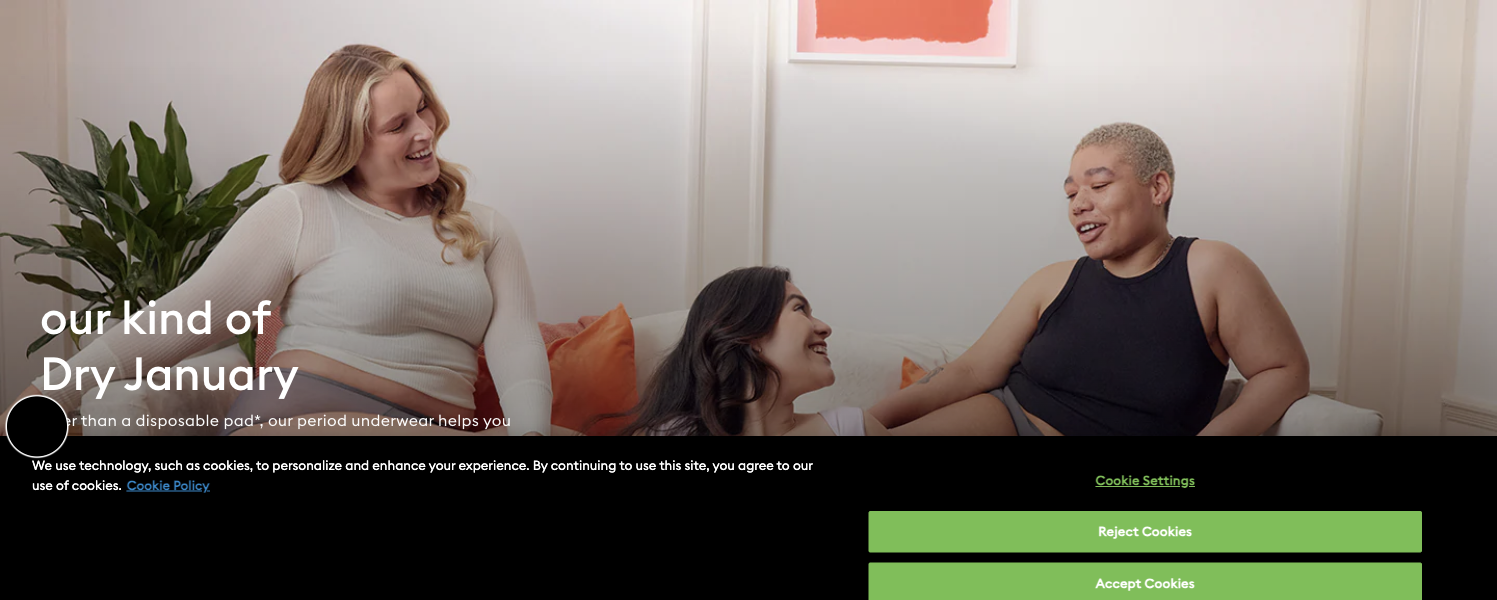 our kind of
Dry January
than a disposable pad*, our period underwear helps you
We use technology, such as cookies, to personalize and enhance your experience. By continuing to use this site, you agree to our
use of cookies. Cookie Policy
Cookie Settings
Reject Cookies
Accept Cookies